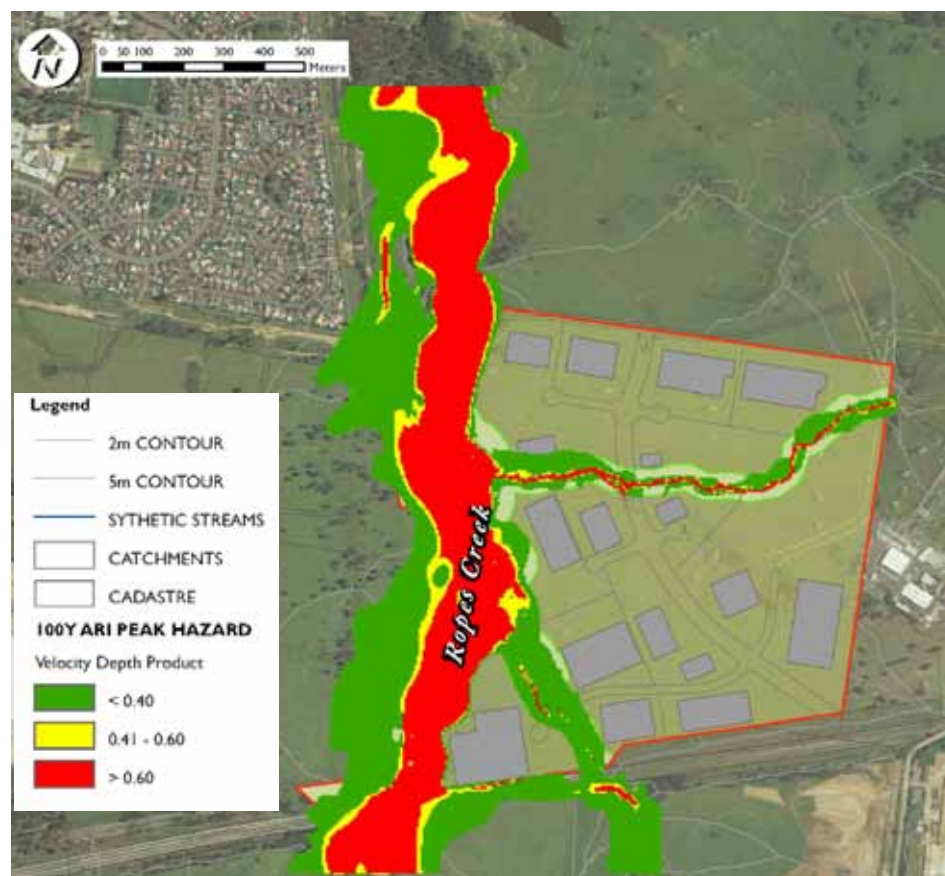 N
0 50 100 200 300 400 500
Meters
Legend
2m CONTOUR
5m CONTOUR
SYTHETIC STREAMS
CATCHMENTS
CADASTRE
100Y ARI PEAK HAZARD
Velocity Depth Product
< 0.40
0.41 - 0.60
> 0.60
Ropes Creek